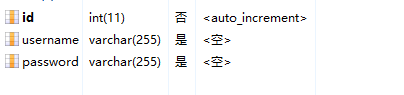 id int(11) 否 <auto_increment>
username varchar(255) 是 <空>
password varchar(255) 是 <空>